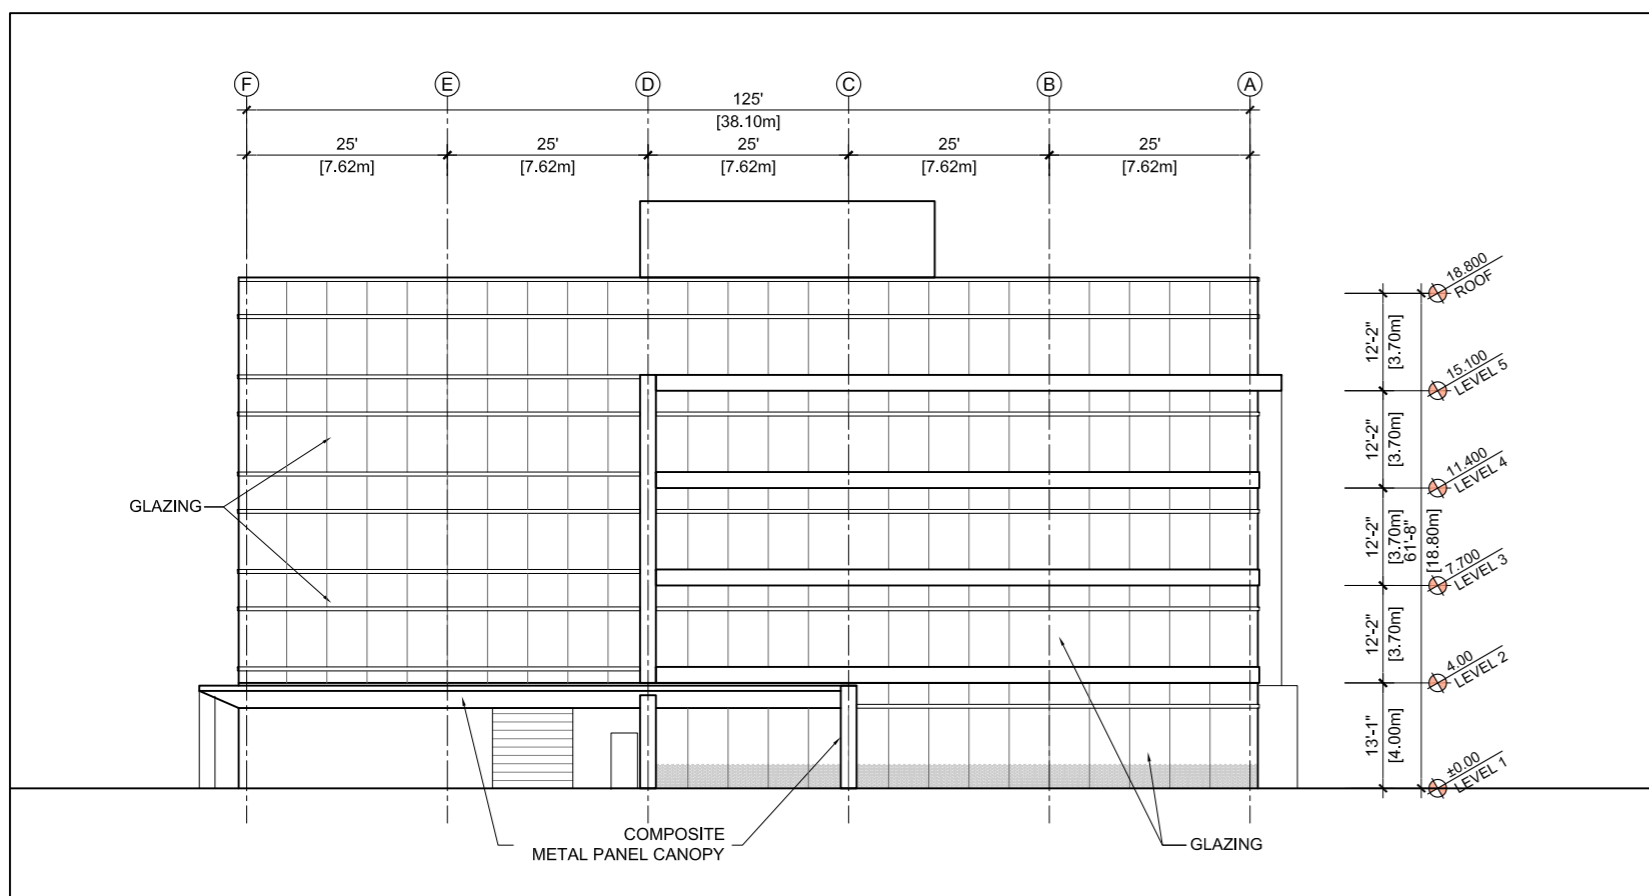 F E D C B A
125'
[38.10m]
25' 25' 25' 25' 25'
[7.62m] [7.62m] [7.62m] [7.62m] [7.62m]
18.800
ROOF
12'-2"
[3.70m]
15.100
LEVEL 5
12'-2"
[3.70m]
11.400
LEVEL 4
12'-2"
[3.70m]
61'-8"
[18.80m]
7.700
LEVEL 3
12'-2"
[3.70m]
4.00
LEVEL 2
13'-1"
[4.00m]
±0.00
LEVEL 1
GLAZING
COMPOSITE
METAL PANEL CANOPY
GLAZING